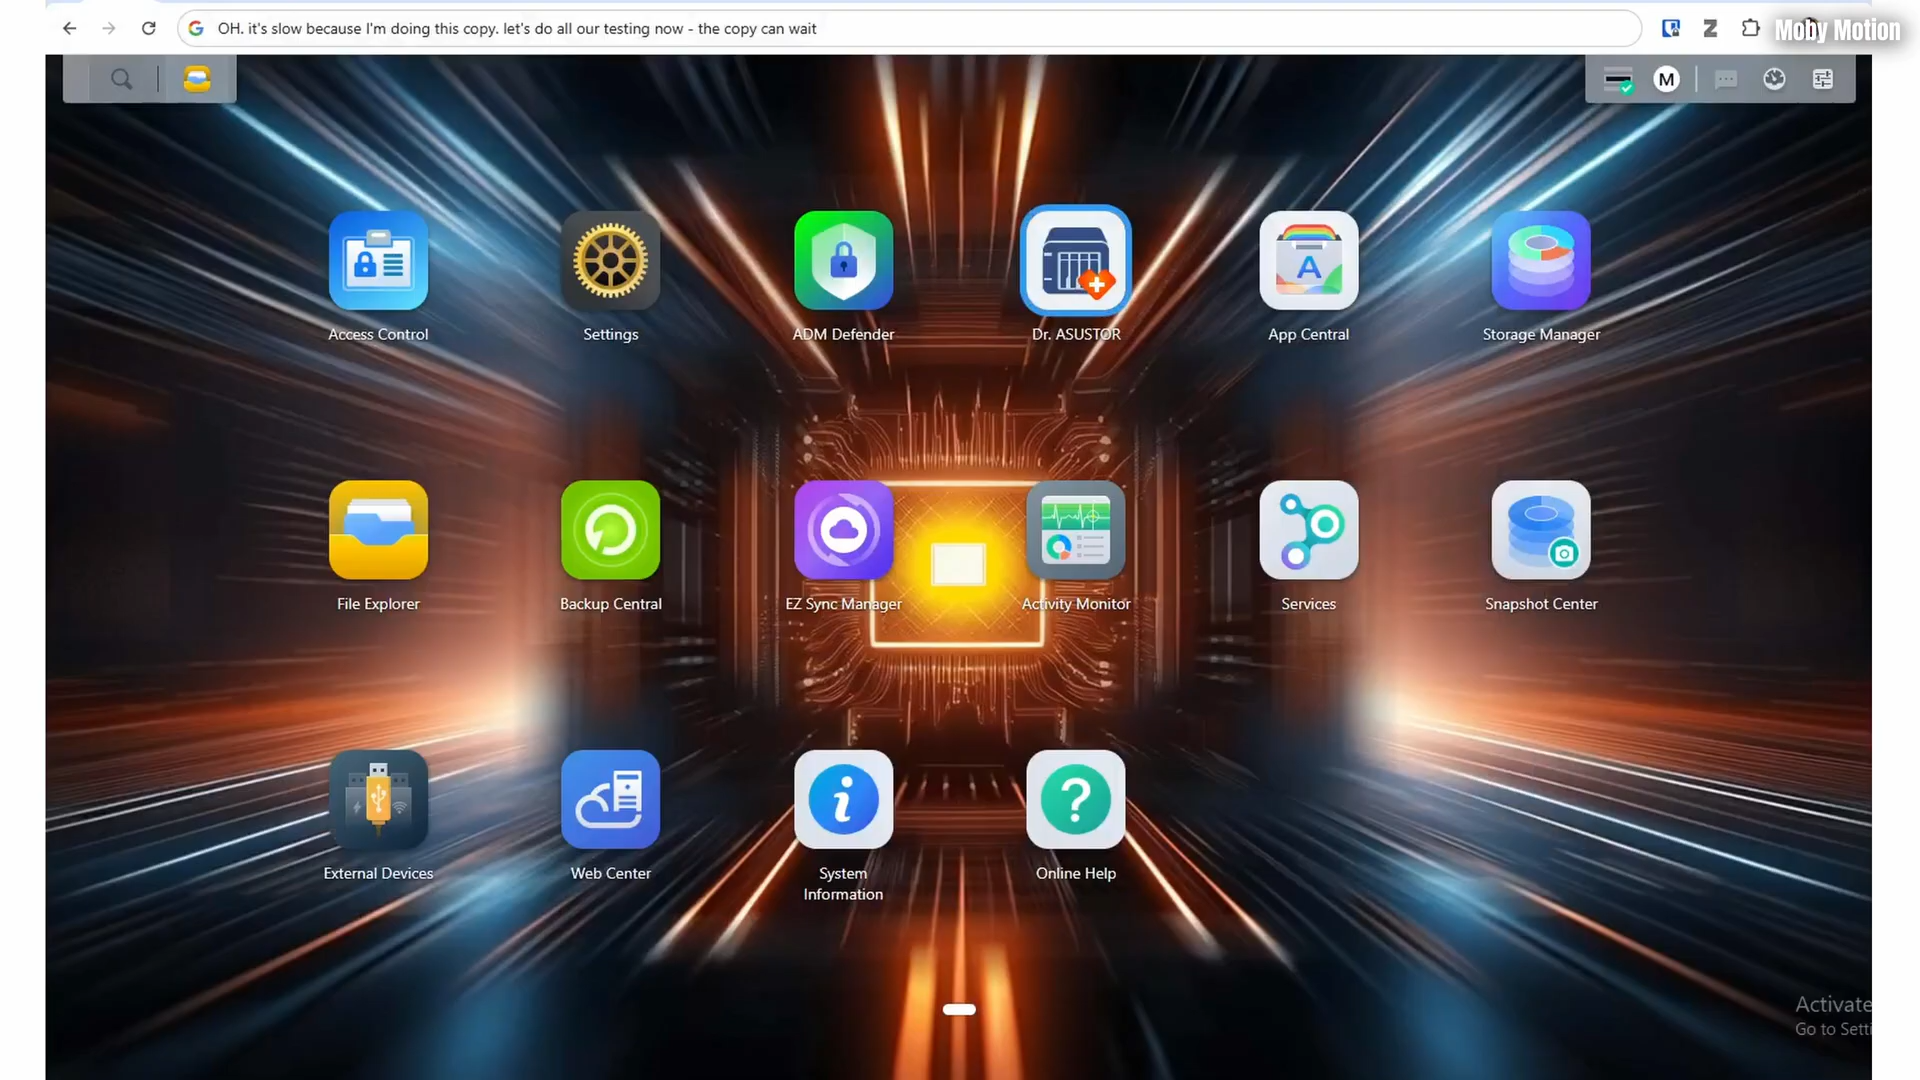 OH. it's slow because I'm doing this copy. let's do all our testing now - the copy can wait
Moby Motion
M
Access Control
Settings
ADM Defender
Dr. ASUSTOR
App Central
Storage Manager
File Explorer
Backup Central
EZ Sync Manager
Activity Monitor
Services
Snapshot Center
External Devices
Web Center
System
Information
Online Help
Activate
Go to Setti